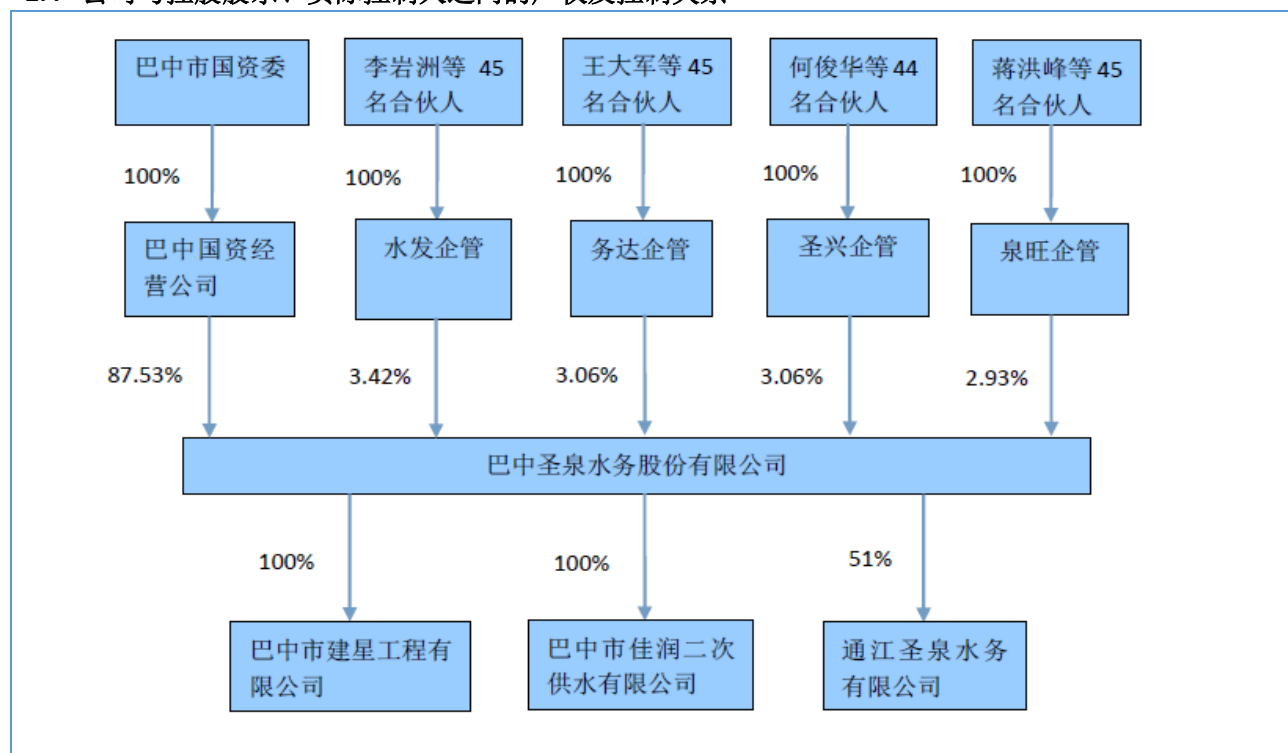 巴中市国资委
李岩洲等 45
名合伙人
王大军等 45
名合伙人
何俊华等 44
名合伙人
蒋洪峰等 45
名合伙人
100%
100%
100%
100%
100%
巴中国资经
营公司
水发企管
务达企管
圣兴企管
泉旺企管
87.53%
3.42%
3.06%
3.06%
2.93%
巴中圣泉水务股份有限公司
100%
100%
51%
巴中市建星工程有
限公司
巴中市佳润二次
供水有限公司
通江圣泉水务
有限公司